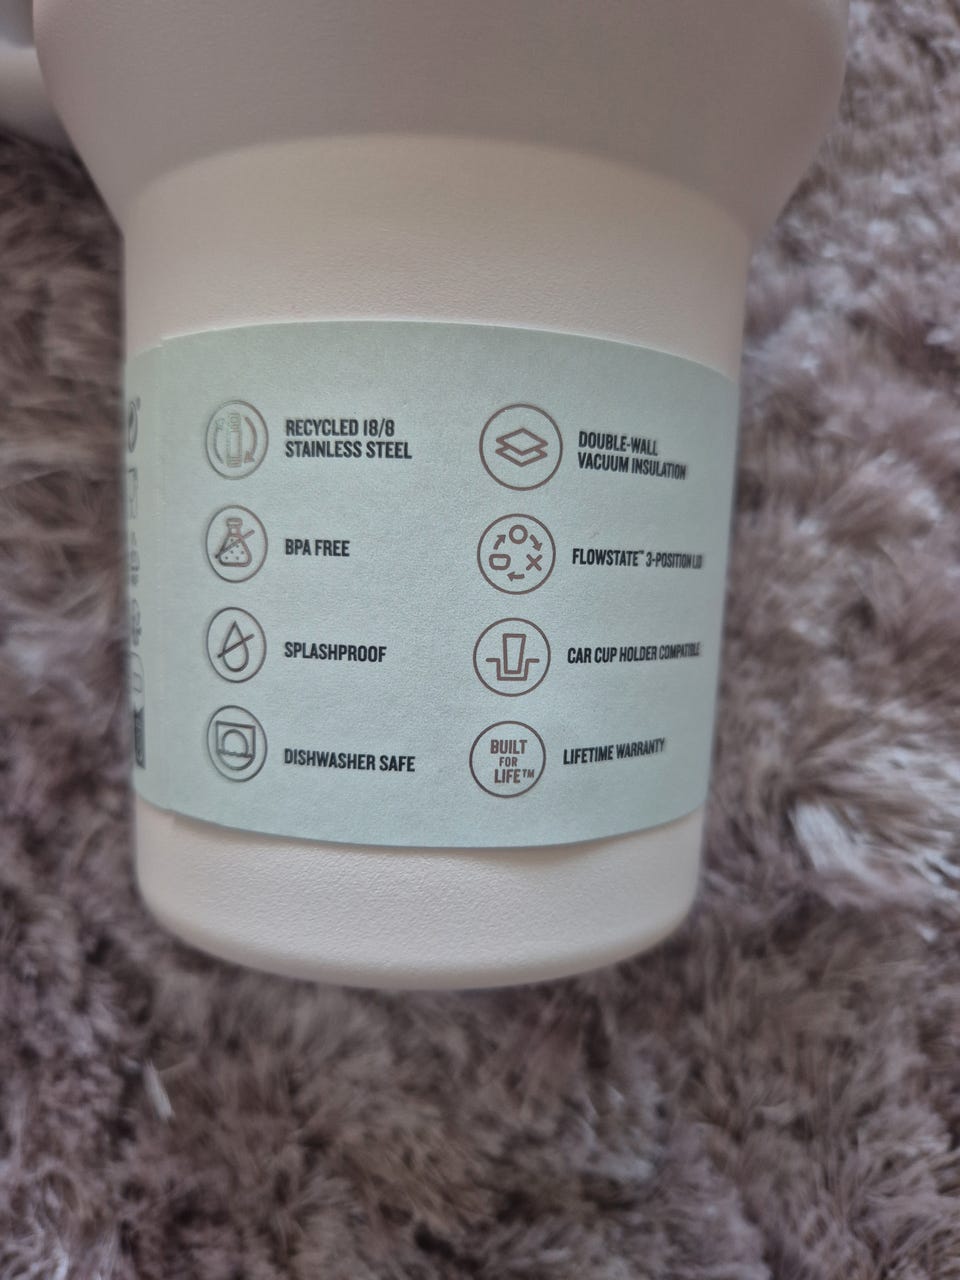 RECYCLED 18/8
STAINLESS STEEL
BPA FREE
SPLASHPROOF
DISHWASHER SAFE
DOUBLE-WALL
VACUUM INSULATION
FLOWSTATE™ 3-POSITION LID
CAR CUP HOLDER COMPATIBLE
BUILT
FOR
LIFE™
LIFETIME WARRANTY